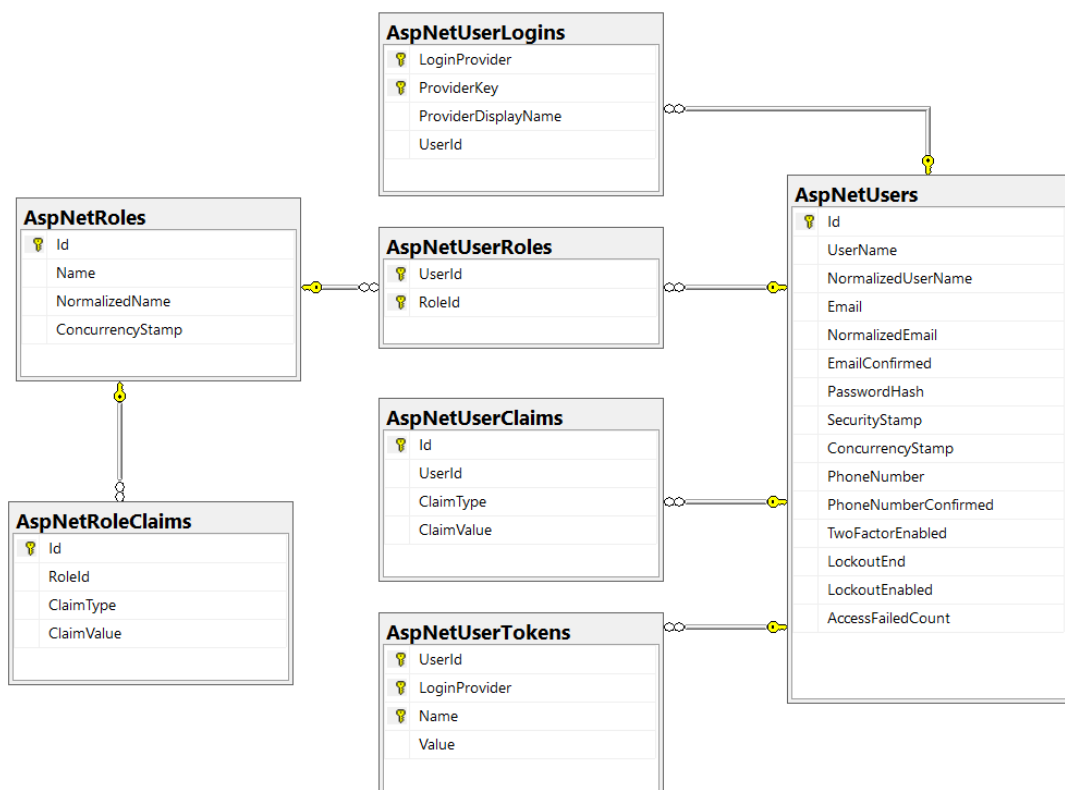 AspNetUserLogins
LoginProvider
ProviderKey
ProviderDisplayName
UserId
AspNetRoles
Id
Name
NormalizedName
ConcurrencyStamp
AspNetUserRoles
UserId
RoleId
AspNetUsers
Id
UserName
NormalizedUserName
Email
NormalizedEmail
EmailConfirmed
PasswordHash
SecurityStamp
ConcurrencyStamp
PhoneNumber
PhoneNumberConfirmed
TwoFactorEnabled
LockoutEnd
LockoutEnabled
AccessFailedCount
AspNetUserClaims
Id
UserId
ClaimType
ClaimValue
AspNetRoleClaims
Id
RoleId
ClaimType
ClaimValue
AspNetUserTokens
UserId
LoginProvider
Name
Value